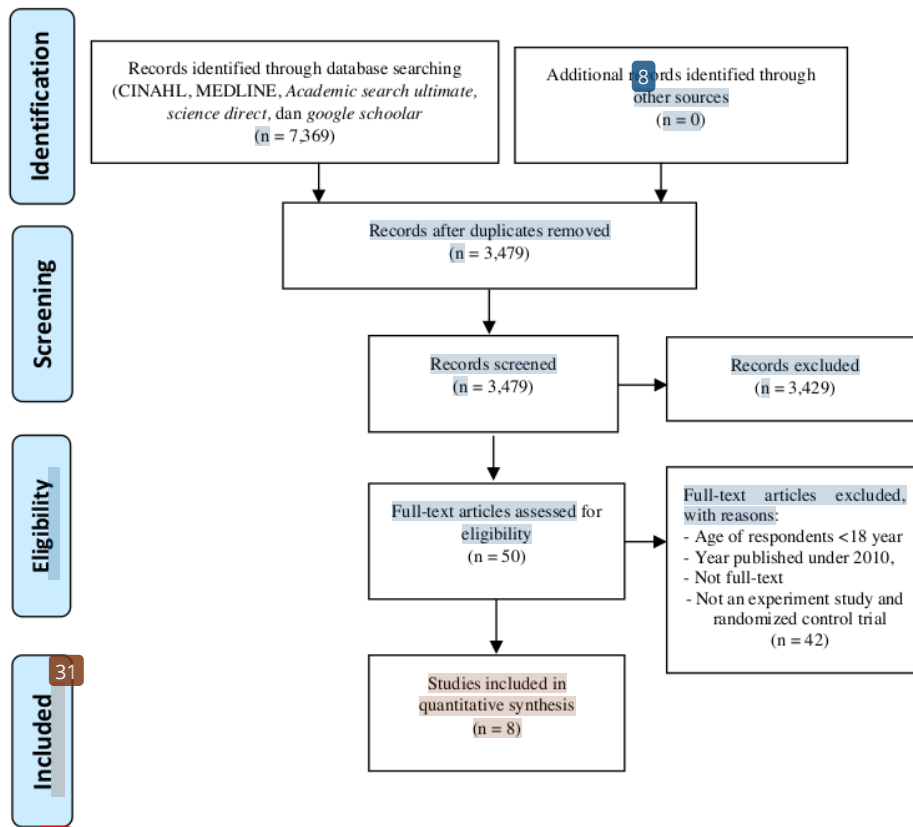 Identification
Records identified through database searching
(CINAHL, MEDLINE, Academic search ultimate,
science direct, dan google schoolar
(n = 7,369)
8
Additional records identified through
other sources
(n = 0)
Records after duplicates removed
(n = 3,479)
Screening
Records screened
(n = 3,479)
Records excluded
(n = 3,429)
Eligibility
Full-text articles assessed for
eligibility
(n = 50)
Full-text articles excluded,
with reasons:
- Age of respondents <18 year
- Year published under 2010,
- Not full-text
- Not an experiment study and
randomized control trial
(n = 42)
31
Included
Studies included in
quantitative synthesis
(n = 8)